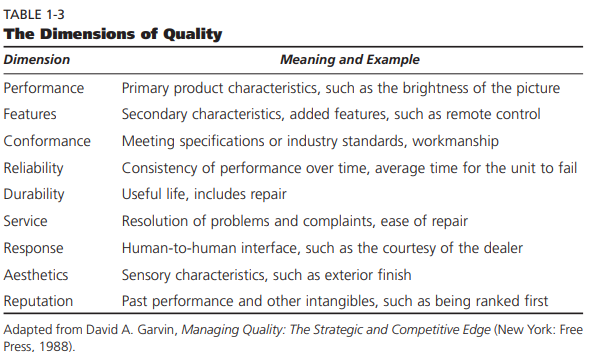 TABLE 1-3
The Dimensions of Quality
Dimension Meaning and Example
Performance Primary product characteristics, such as the brightness of the picture
Features Secondary characteristics, added features, such as remote control
Conformance Meeting specifications or industry standards, workmanship
Reliability Consistency of performance over time, average time for the unit to fail
Durability Useful life, includes repair
Service Resolution of problems and complaints, ease of repair
Response Human-to-human interface, such as the courtesy of the dealer
Aesthetics Sensory characteristics, such as exterior finish
Reputation Past performance and other intangibles, such as being ranked first
Adapted from David A. Garvin, Managing Quality: The Strategic and Competitive Edge (New York: Free
Press, 1988).